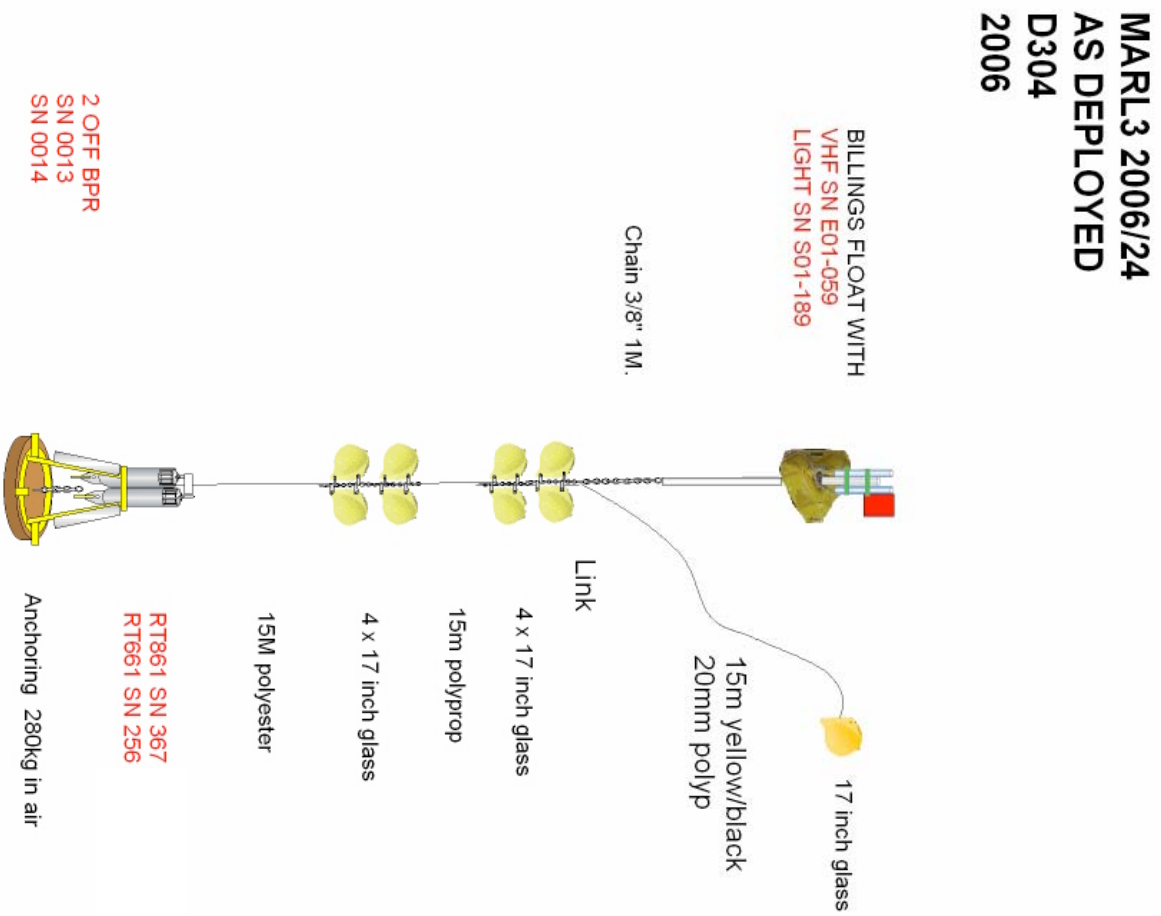 MARL3 2006/24
AS DEPLOYED
D304
2006
BILLINGS FLOAT WITH
VHF SN E01-059
LIGHT SN S01-189
17 inch glass
15m yellow/black
20mm polyp
Chain 3/8" 1M.
Link
4 x 17 inch glass
15m polyprop
4 x 17 inch glass
15M polyester
RT861 SN 367
RT661 SN 256
2 OFF BPR
SN 0013
SN 0014
Anchoring 280kg in air